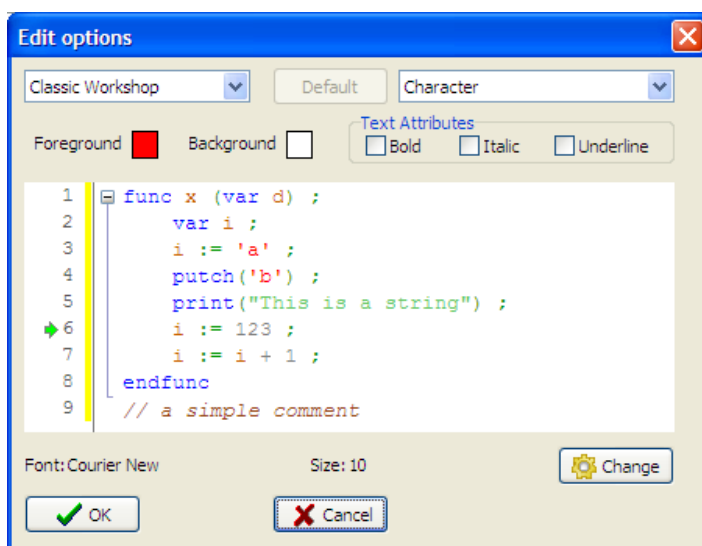 Edit options
Classic Workshop Default Character
Text Attributes
Foreground Background Bold Italic Underline
1 func x (var d) ;
2 var i ;
3 i := 'a' ;
4 putch('b') ;
5 print("This is a string") ;
6 i := 123 ;
7 i := i + 1 ;
8 endfunc
9 // a simple comment
Font: Courier New Size: 10 Change
OK Cancel